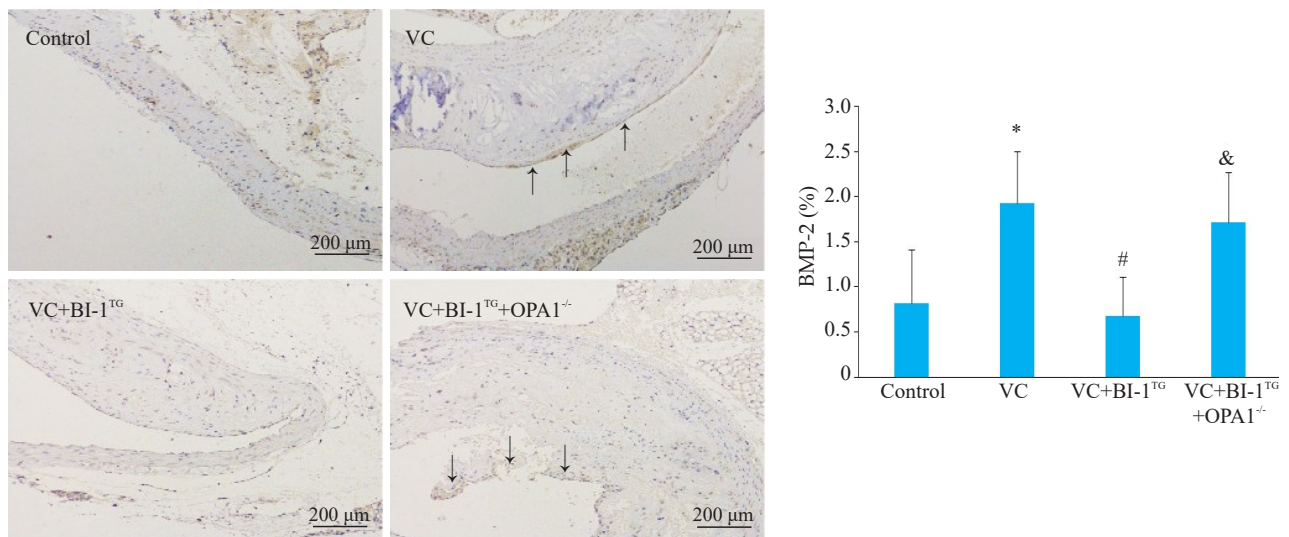 Control
200 µm
VC
200 µm
VC+BI-1ᵀᴳ
200 µm
VC+BI-1ᵀᴳ+OPA1⁻/⁻
200 µm
BMP-2 (%)
3.0
2.5
2.0
1.5
1.0
0.5
0
*
#
&
Control
VC
VC+BI-1ᵀᴳ
VC+BI-1ᵀᴳ
+OPA1⁻/⁻